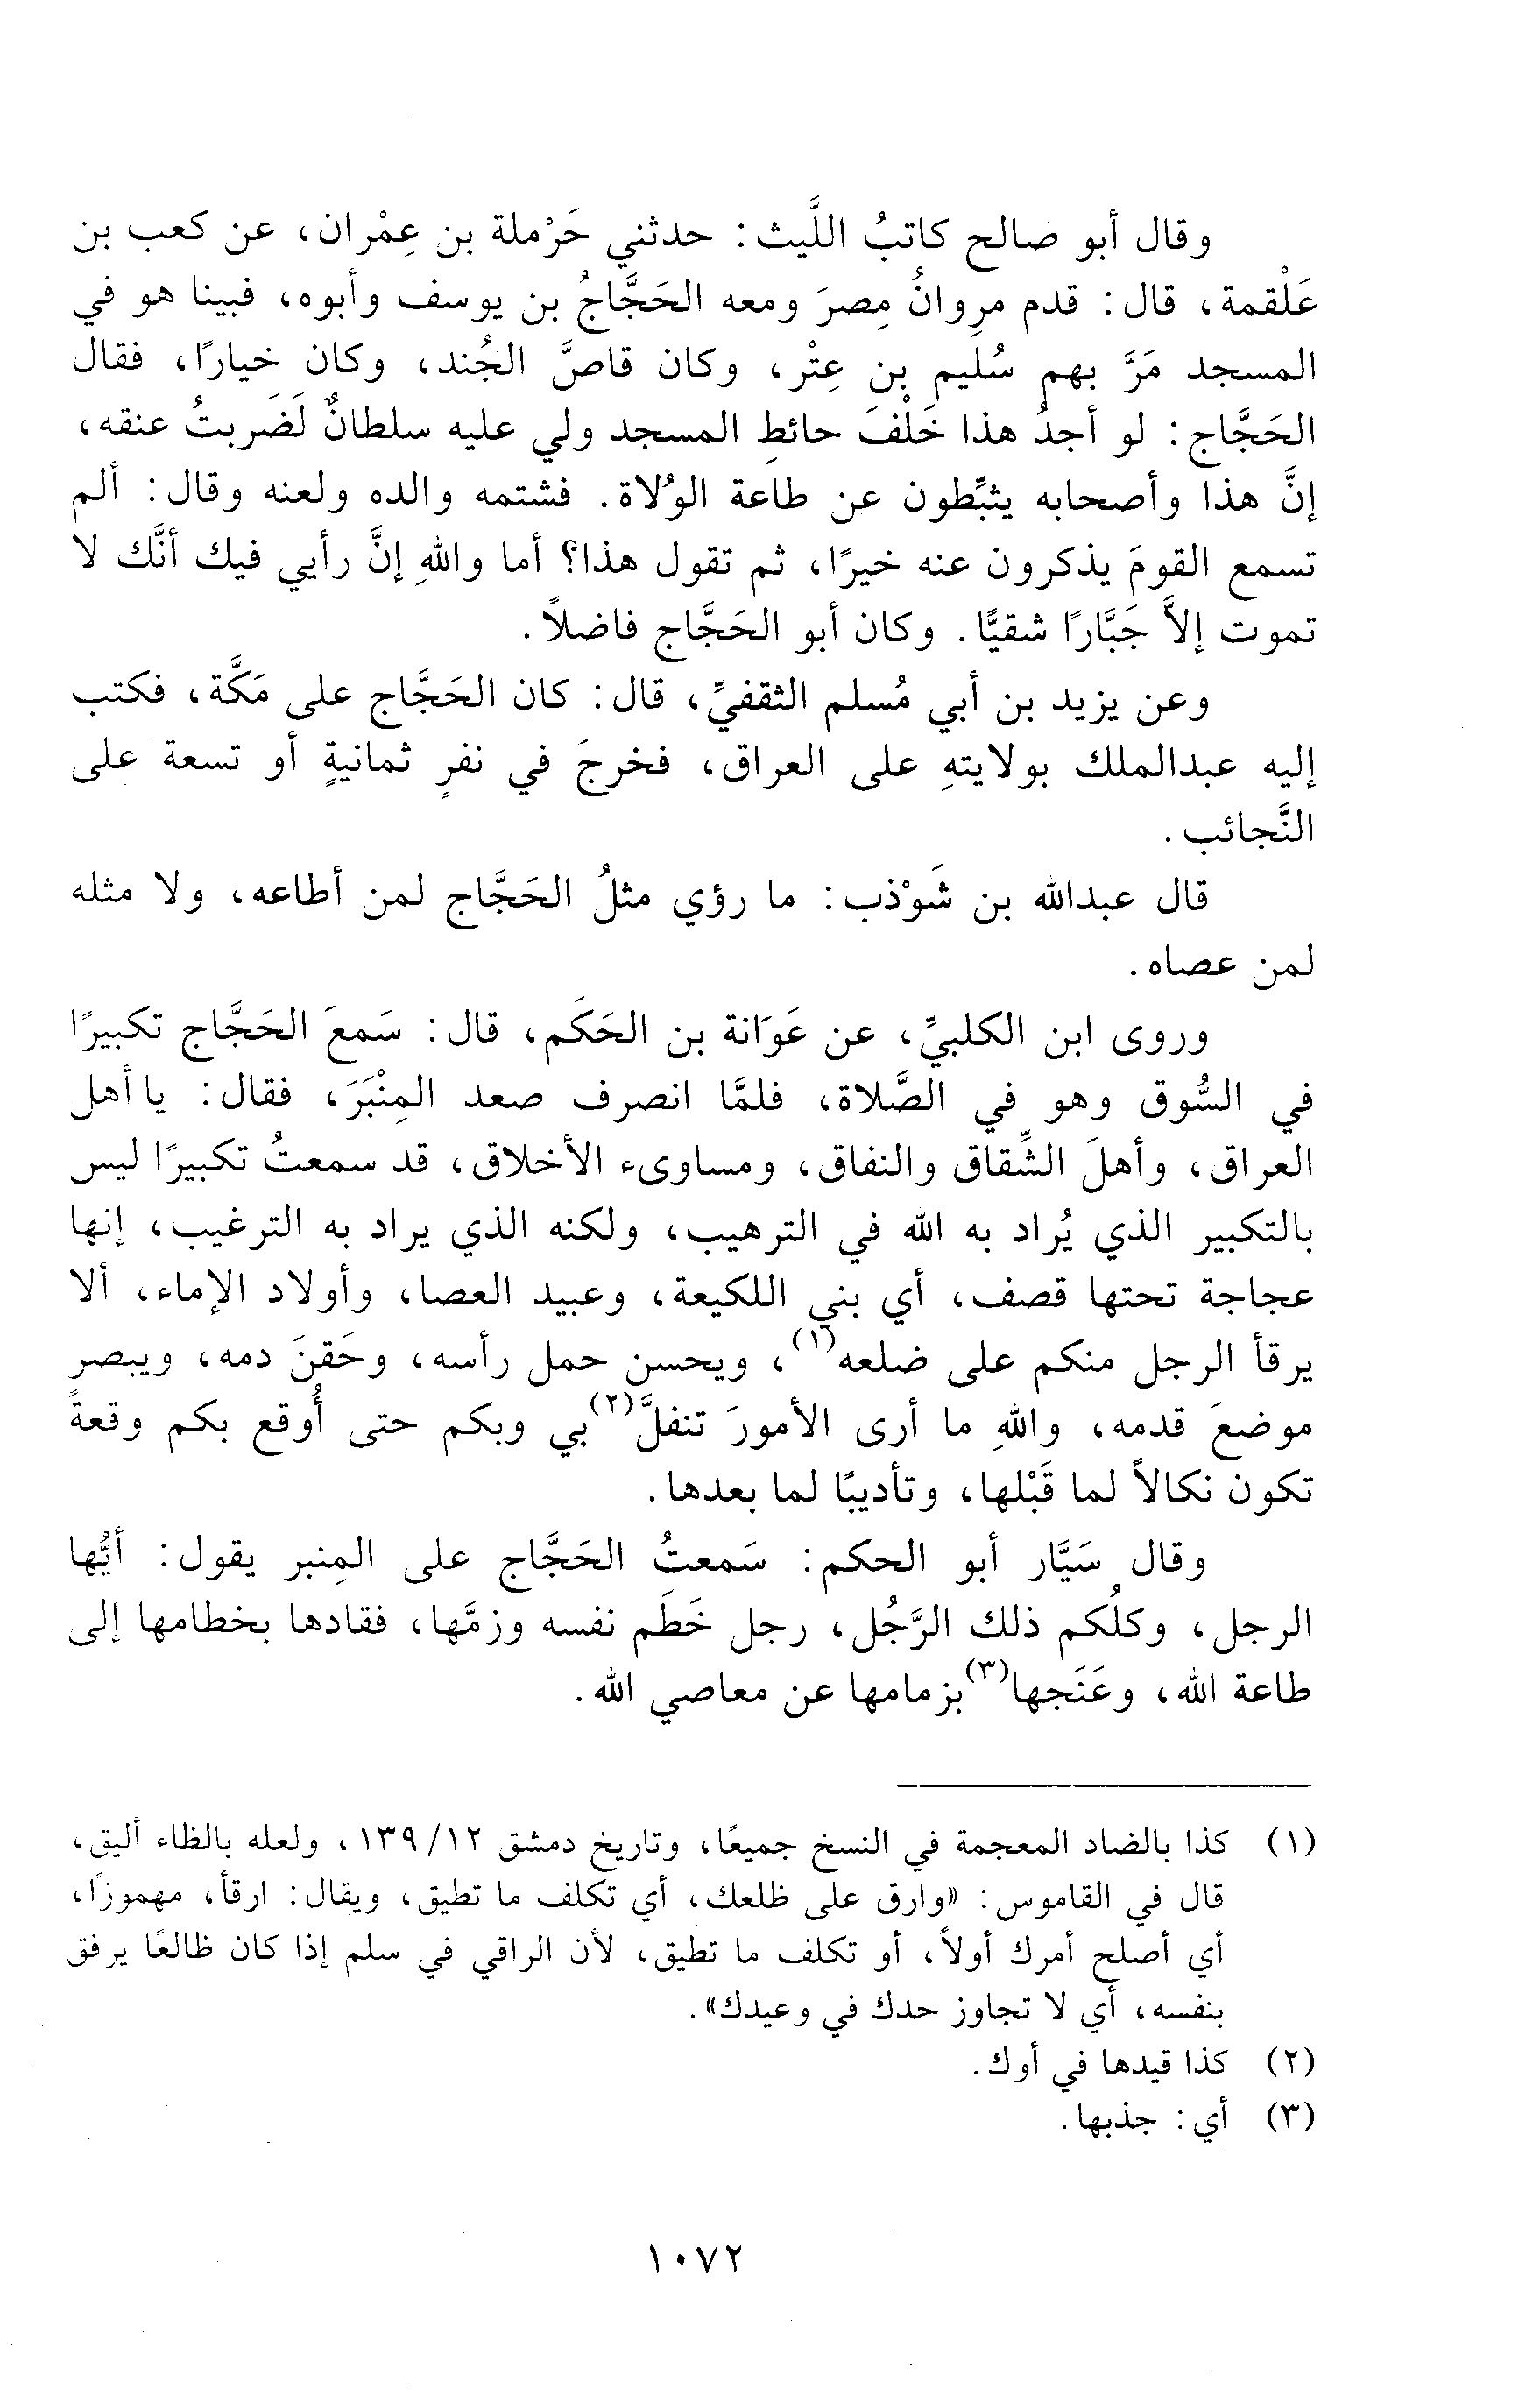 وقال أبو صالح كاتبُ اللَّيث: حدثني حَرْملة بن عِمْران، عن كعب بن
عَلْقمة، قال: قدم مرِوانُ مِصرَ ومعه الحَجَّاجُ بن يوسف وأبوه، فبينا هو في
المسجد مَرَّ بهم سُليم بن عِتْر، وكان قاصَّ الجُند، وكان خيارًا، فقال
الحَجَّاج: لو أجدُ هذا خَلْفَ حائطِ المسجد ولي عليه سلطانٌ لَضَربتُ عنقه،
إنَّ هذا وأصحابه يثبِّطون عن طاعة الوُلاة. فشتمه والده ولعنه وقال: ألم
تسمع القومَ يذكرون عنه خيرًا، ثم تقول هذا؟ أما واللهِ إنَّ رأيي فيك أنَّك لا
تموت إلاَّ جَبَّارًا شقيًّا. وكان أبو الحَجَّاج فاضلاً.
وعن يزيد بن أبي مُسلم الثقفيِّ، قال: كان الحَجَّاج على مَكَّة، فكتب
إليه عبدالملك بولايتهِ على العراق، فخرجَ في نفرٍ ثمانيةٍ أو تسعة على
النَّجائب.
قال عبدالله بن شَوْذب: ما رؤي مثلُ الحَجَّاج لمن أطاعه، ولا مثله
لمن عصاه.
وروى ابن الكلبيِّ، عن عَوَانة بن الحَكَم، قال: سَمعَ الحَجَّاج تكبيرًا
في السُّوق وهو في الصَّلاة، فلمَّا انصرف صعد المِنْبَرَ، فقال: يا أهل
العراق، وأهلَ الشِّقاق والنفاق، ومساوىء الأخلاق، قد سمعتُ تكبيرًا ليس
بالتكبير الذي يُراد به الله في الترهيب، ولكنه الذي يراد به الترغيب، إنها
عجاجة تحتها قصف، أي بني اللكيعة، وعبيد العصا، وأولاد الإماء، ألا
يرقأ الرجل منكم على ضلعه(١)، ويحسن حمل رأسه، وحَقنَ دمه، ويبصر
موضعَ قدمه، واللهِ ما أرى الأمورَ تنفلَّ(٢) بي وبكم حتى أُوقع بكم وقعةً
تكون نكالاً لما قَبْلها، وتأديبًا لما بعدها.
وقال سَيَّار أبو الحكم: سَمعتُ الحَجَّاج على المِنبر يقول: أيُّها
الرجل، وكلُكم ذلك الرَّجُل، رجل خَطَم نفسه وزمَّها، فقادها بخطامها إلى
طاعة الله، وعَنَجها(٣) بزمامها عن معاصي الله.
(١) كذا بالضاد المعجمة في النسخ جميعًا، وتاريخ دمشق ١٢/ ١٣٩، ولعله بالظاء أليق،
قال في القاموس: «وارق على ظلعك، أي تكلف ما تطيق، ويقال: ارقأ، مهموزًا،
أي أصلح أمرك أولاً، أو تكلف ما تطيق، لأن الراقي في سلم إذا كان ظالعًا يرفق
بنفسه، أي لا تجاوز حدك في وعيدك».
(٢) كذا قيدها في أوك.
(٣) أي: جذبها.
١٠٧٢